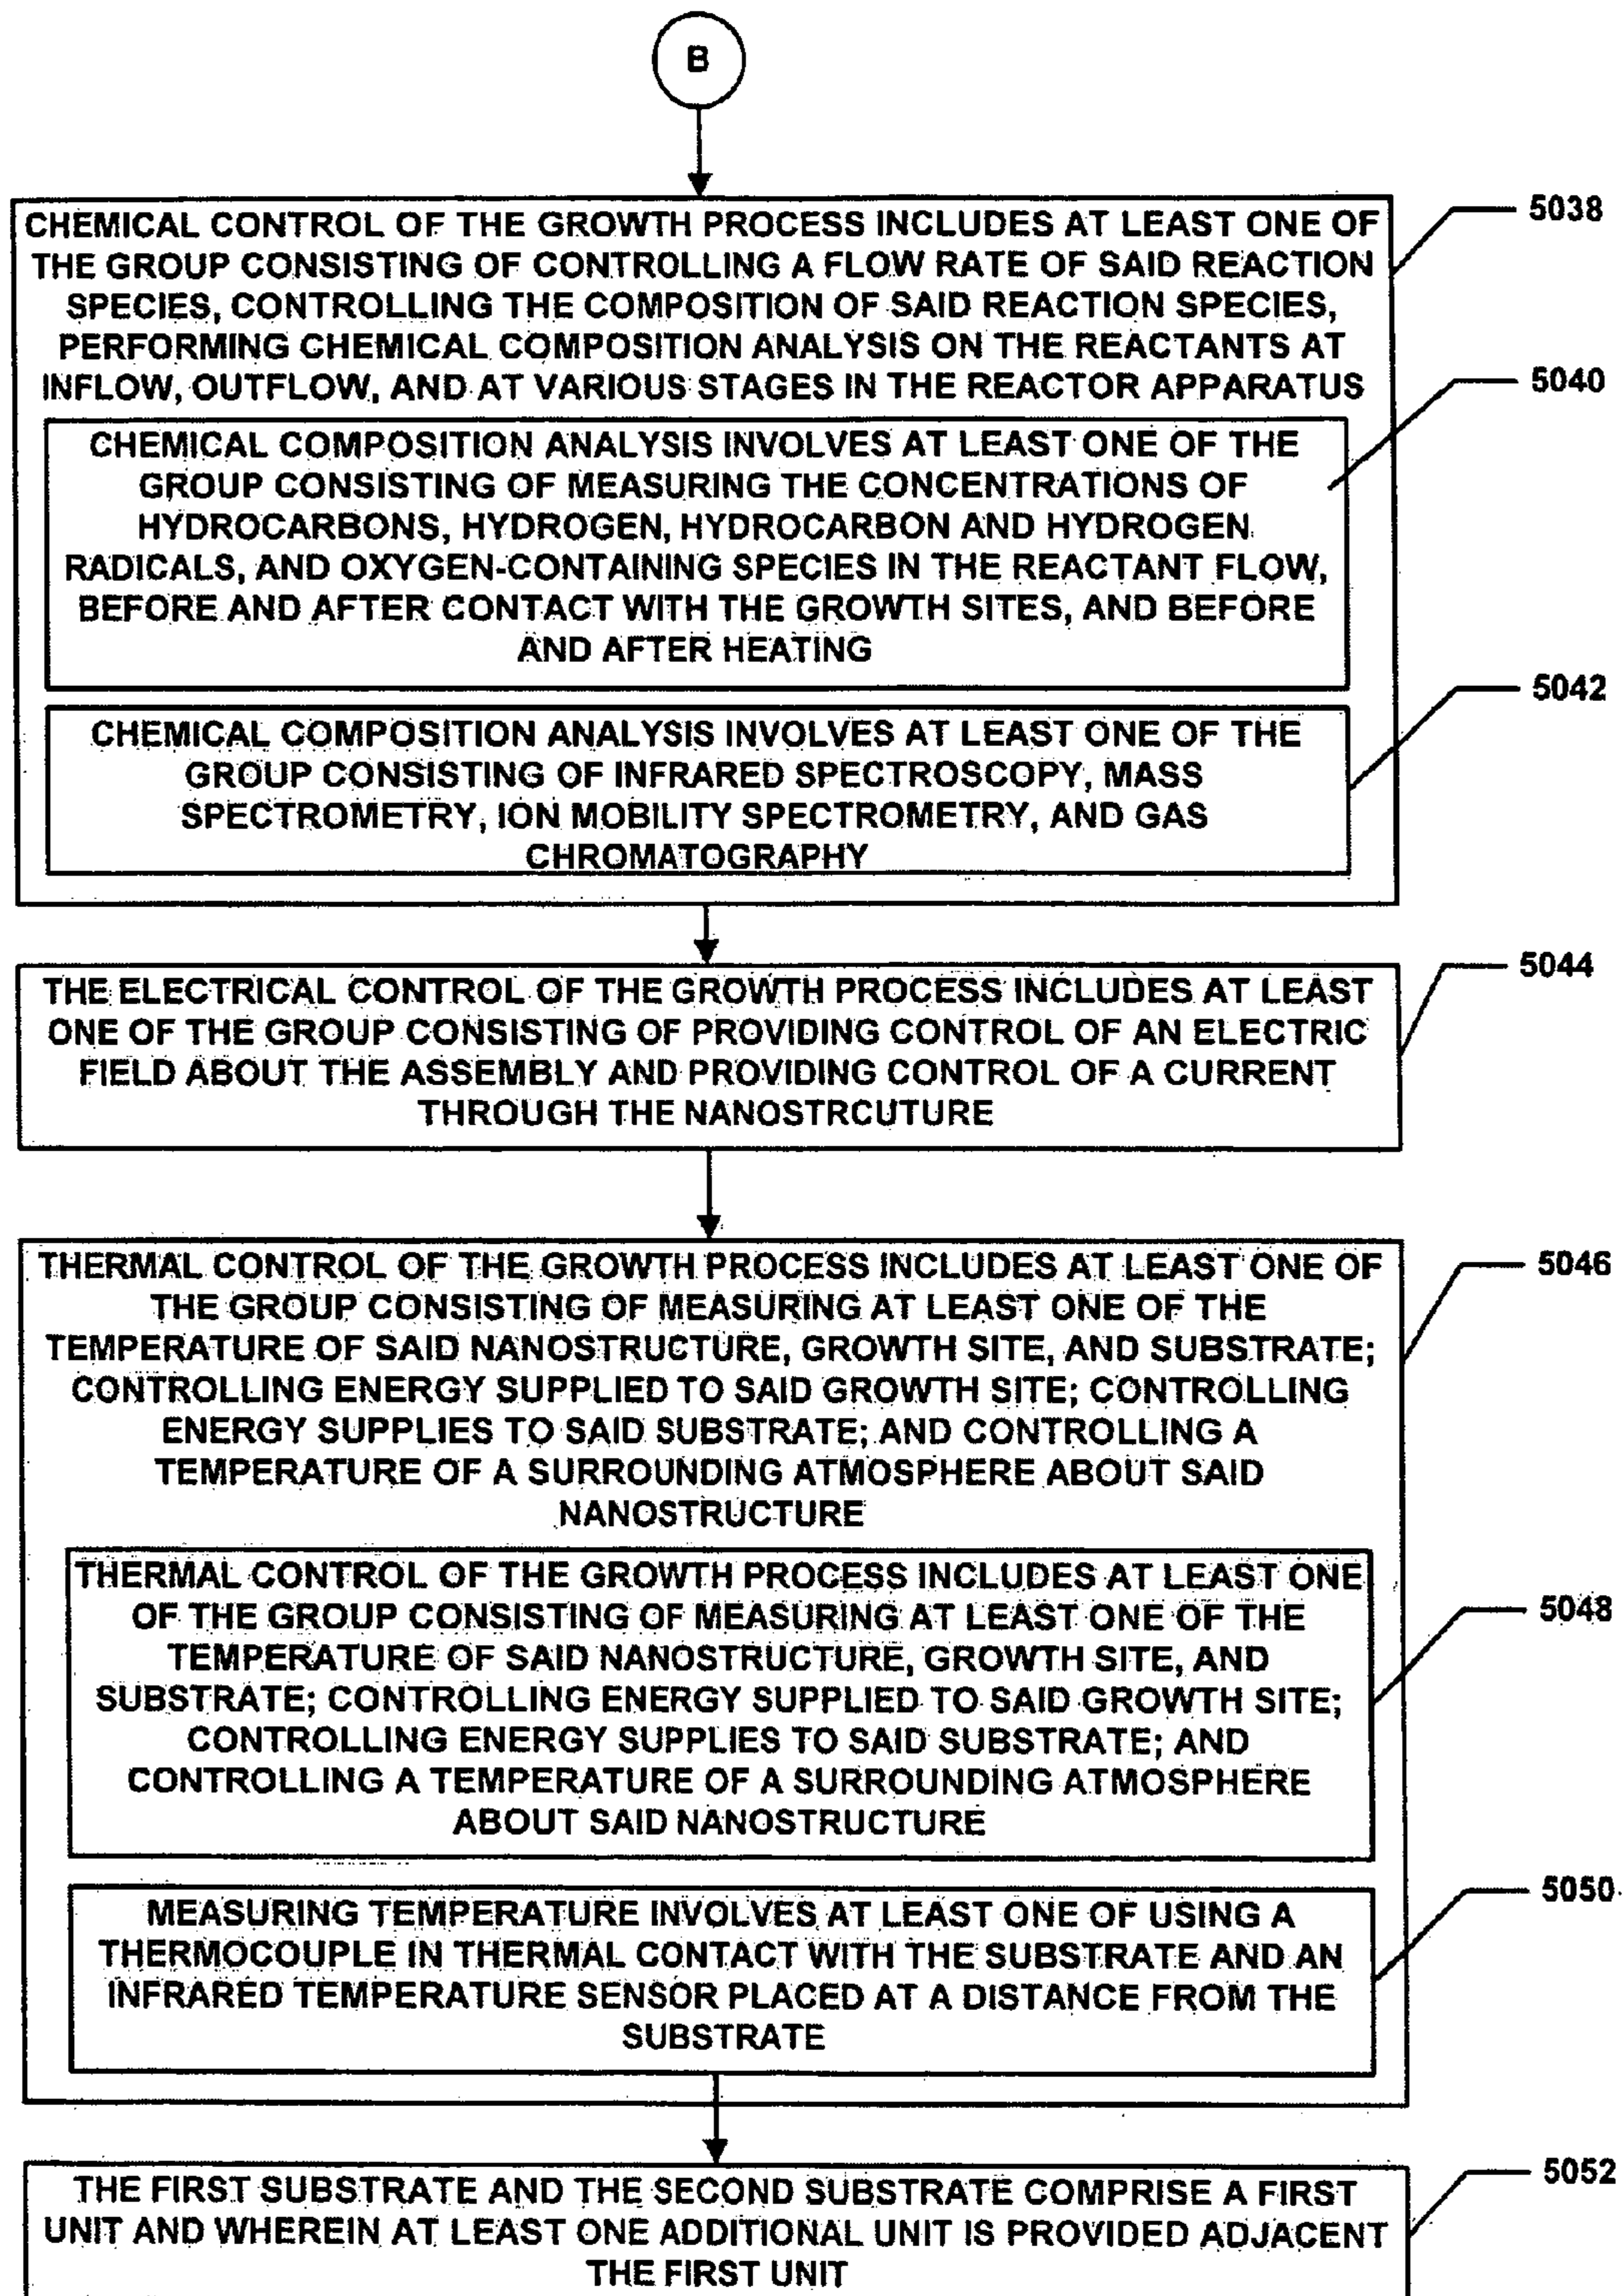 B
CHEMICAL CONTROL OF THE GROWTH PROCESS INCLUDES AT LEAST ONE OF
THE GROUP CONSISTING OF CONTROLLING A FLOW RATE OF SAID REACTION
SPECIES, CONTROLLING THE COMPOSITION OF SAID REACTION SPECIES,
PERFORMING CHEMICAL COMPOSITION ANALYSIS ON THE REACTANTS AT
INFLOW, OUTFLOW, AND AT VARIOUS STAGES IN THE REACTOR APPARATUS
5038
CHEMICAL COMPOSITION ANALYSIS INVOLVES AT LEAST ONE OF THE
GROUP CONSISTING OF MEASURING THE CONCENTRATIONS OF
HYDROCARBONS, HYDROGEN, HYDROCARBON AND HYDROGEN
RADICALS, AND OXYGEN-CONTAINING SPECIES IN THE REACTANT FLOW,
BEFORE AND AFTER CONTACT WITH THE GROWTH SITES, AND BEFORE
AND AFTER HEATING
5040
CHEMICAL COMPOSITION ANALYSIS INVOLVES AT LEAST ONE OF THE
GROUP CONSISTING OF INFRARED SPECTROSCOPY, MASS
SPECTROMETRY, ION MOBILITY SPECTROMETRY, AND GAS
CHROMATOGRAPHY
5042
THE ELECTRICAL CONTROL OF THE GROWTH PROCESS INCLUDES AT LEAST
ONE OF THE GROUP CONSISTING OF PROVIDING CONTROL OF AN ELECTRIC
FIELD ABOUT THE ASSEMBLY AND PROVIDING CONTROL OF A CURRENT
THROUGH THE NANOSTRCUTURE
5044
THERMAL CONTROL OF THE GROWTH PROCESS INCLUDES AT LEAST ONE OF
THE GROUP CONSISTING OF MEASURING AT LEAST ONE OF THE
TEMPERATURE OF SAID NANOSTRUCTURE, GROWTH SITE, AND SUBSTRATE;
CONTROLLING ENERGY SUPPLIED TO SAID GROWTH SITE; CONTROLLING
ENERGY SUPPLIES TO SAID SUBSTRATE; AND CONTROLLING A
TEMPERATURE OF A SURROUNDING ATMOSPHERE ABOUT SAID
NANOSTRUCTURE
5046
THERMAL CONTROL OF THE GROWTH PROCESS INCLUDES AT LEAST ONE
OF THE GROUP CONSISTING OF MEASURING AT LEAST ONE OF THE
TEMPERATURE OF SAID NANOSTRUCTURE, GROWTH SITE, AND
SUBSTRATE; CONTROLLING ENERGY SUPPLIED TO SAID GROWTH SITE;
CONTROLLING ENERGY SUPPLIES TO SAID SUBSTRATE; AND
CONTROLLING A TEMPERATURE OF A SURROUNDING ATMOSPHERE
ABOUT SAID NANOSTRUCTURE
5048
MEASURING TEMPERATURE INVOLVES AT LEAST ONE OF USING A
THERMOCOUPLE IN THERMAL CONTACT WITH THE SUBSTRATE AND AN
INFRARED TEMPERATURE SENSOR PLACED AT A DISTANCE FROM THE
SUBSTRATE
5050
THE FIRST SUBSTRATE AND THE SECOND SUBSTRATE COMPRISE A FIRST
UNIT AND WHEREIN AT LEAST ONE ADDITIONAL UNIT IS PROVIDED ADJACENT
THE FIRST UNIT
5052